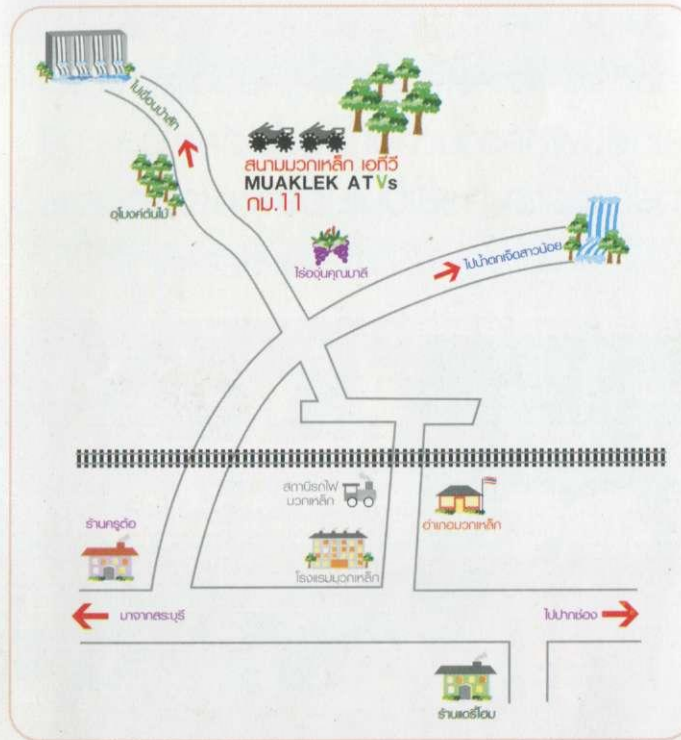 ไปเขื่อนป่าสัก
สนามมวกเหล็ก เอทีวี
MUAKLEK ATVs
กม.11
อุโมงค์ต้นไม้
ไร่องุ่นคุณมาลี
ไปน้ำตกเจ็ดสาวน้อย
สถานีรถไฟ
มวกเหล็ก
อำเภอมวกเหล็ก
ร้านครูต้อ
โรงแรมมวกเหล็ก
มาจากสระบุรี
ไปปากช่อง
ร้านแดรี่โฮม